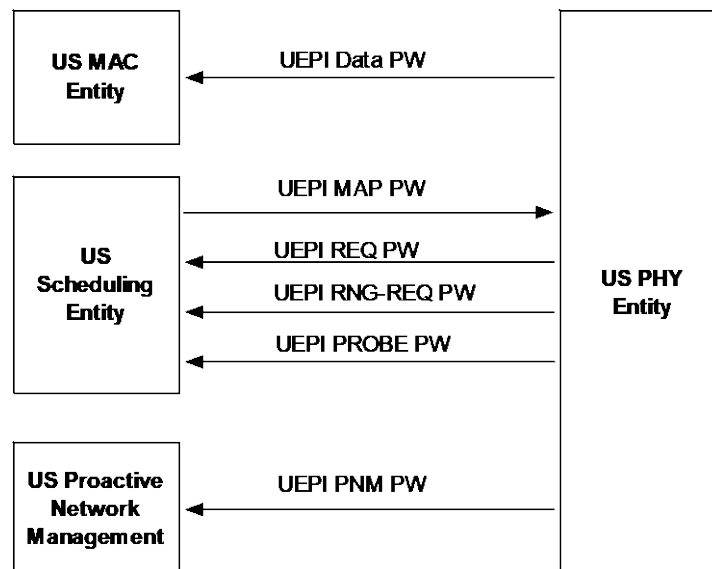 US MAC
Entity
UEPI Data PW
UEPI MAP PW
US
Scheduling
Entity
UEPI REQ PW
UEPI RNG-REQ PW
UEPI PROBE PW
US PHY
Entity
US Proactive
Network
Management
UEPI PNM PW